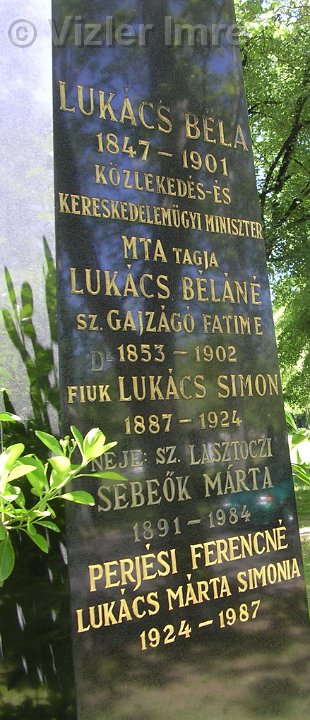 © Vizler Imre
LUKÁCS BÉLA
1847 – 1901
KÖZLEKEDÉS-ÉS
KERESKEDELEMÜGYI MINISZTER
MTA TAGJA
LUKÁCS BÉLÁNÉ
SZ. GAJZÁGÓ FATIME
1853 – 1902
FIUK LUKÁCS SIMON
1887 – 1924
NEJE: SZ. LASZTOCZI
SEBEŐK MÁRTA
1891 – 1984
PERJÉSI FERENCNÉ
LUKÁCS MÁRTA SIMONIA
1924 – 1987